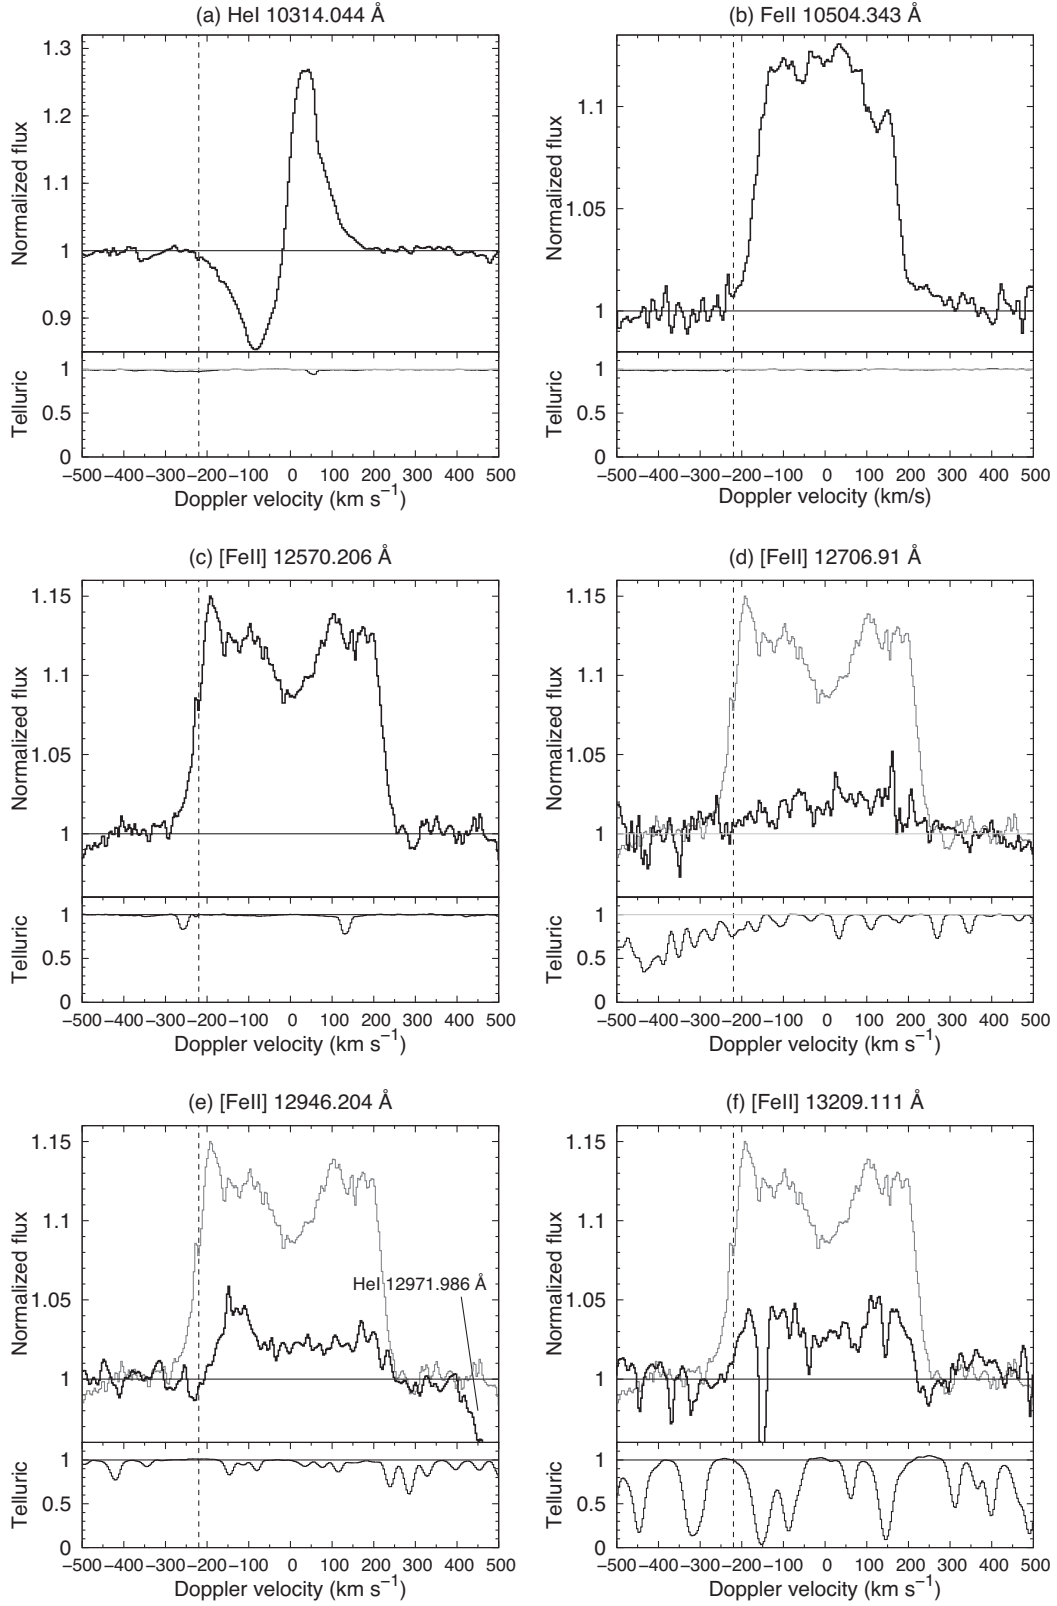 (a) HeI 10314.044 Å
1.3
1.2
1.1
1
0.9
Normalized flux
1
0.5
0
Telluric
−500 −400 −300 −200 −100 0 100 200 300 400 500
Doppler velocity (km s−1)
(b) FeII 10504.343 Å
1.1
1.05
1
Normalized flux
1
0.5
0
Telluric
−500 −400 −300 −200 −100 0 100 200 300 400 500
Doppler velocity (km/s)
(c) [FeII] 12570.206 Å
1.15
1.1
1.05
1
Normalized flux
1
0.5
0
Telluric
−500 −400 −300 −200 −100 0 100 200 300 400 500
Doppler velocity (km s−1)
(d) [FeII] 12706.91 Å
1.15
1.1
1.05
1
Normalized flux
1
0.5
0
Telluric
−500 −400 −300 −200 −100 0 100 200 300 400 500
Doppler velocity (km s−1)
(e) [FeII] 12946.204 Å
1.15
1.1
1.05
1
Normalized flux
HeI 12971.986 Å
1
0.5
0
Telluric
−500 −400 −300 −200 −100 0 100 200 300 400 500
Doppler velocity (km s−1)
(f) [FeII] 13209.111 Å
1.15
1.1
1.05
1
Normalized flux
1
0.5
0
Telluric
−500 −400 −300 −200 −100 0 100 200 300 400 500
Doppler velocity (km s−1)